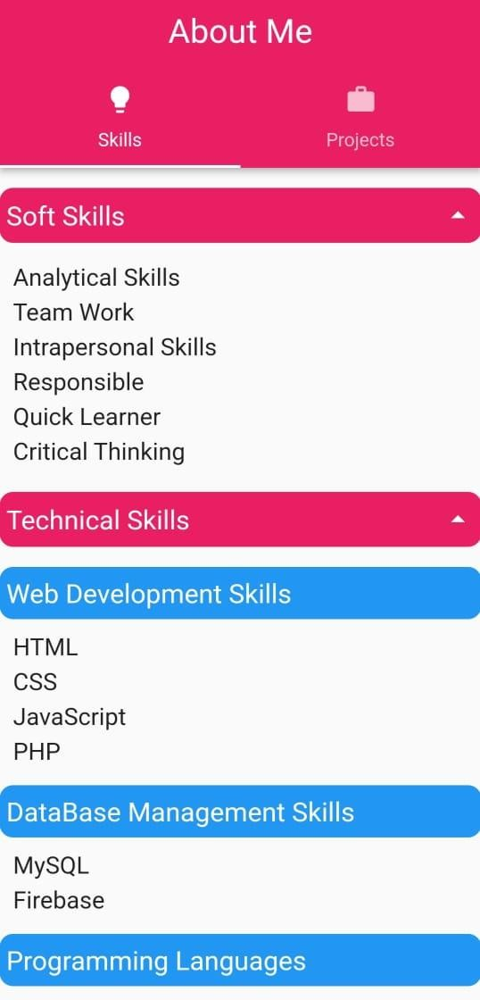 About Me
Skills
Projects
Soft Skills
Analytical Skills
Team Work
Intrapersonal Skills
Responsible
Quick Learner
Critical Thinking
Technical Skills
Web Development Skills
HTML
CSS
JavaScript
PHP
DataBase Management Skills
MySQL
Firebase
Programming Languages